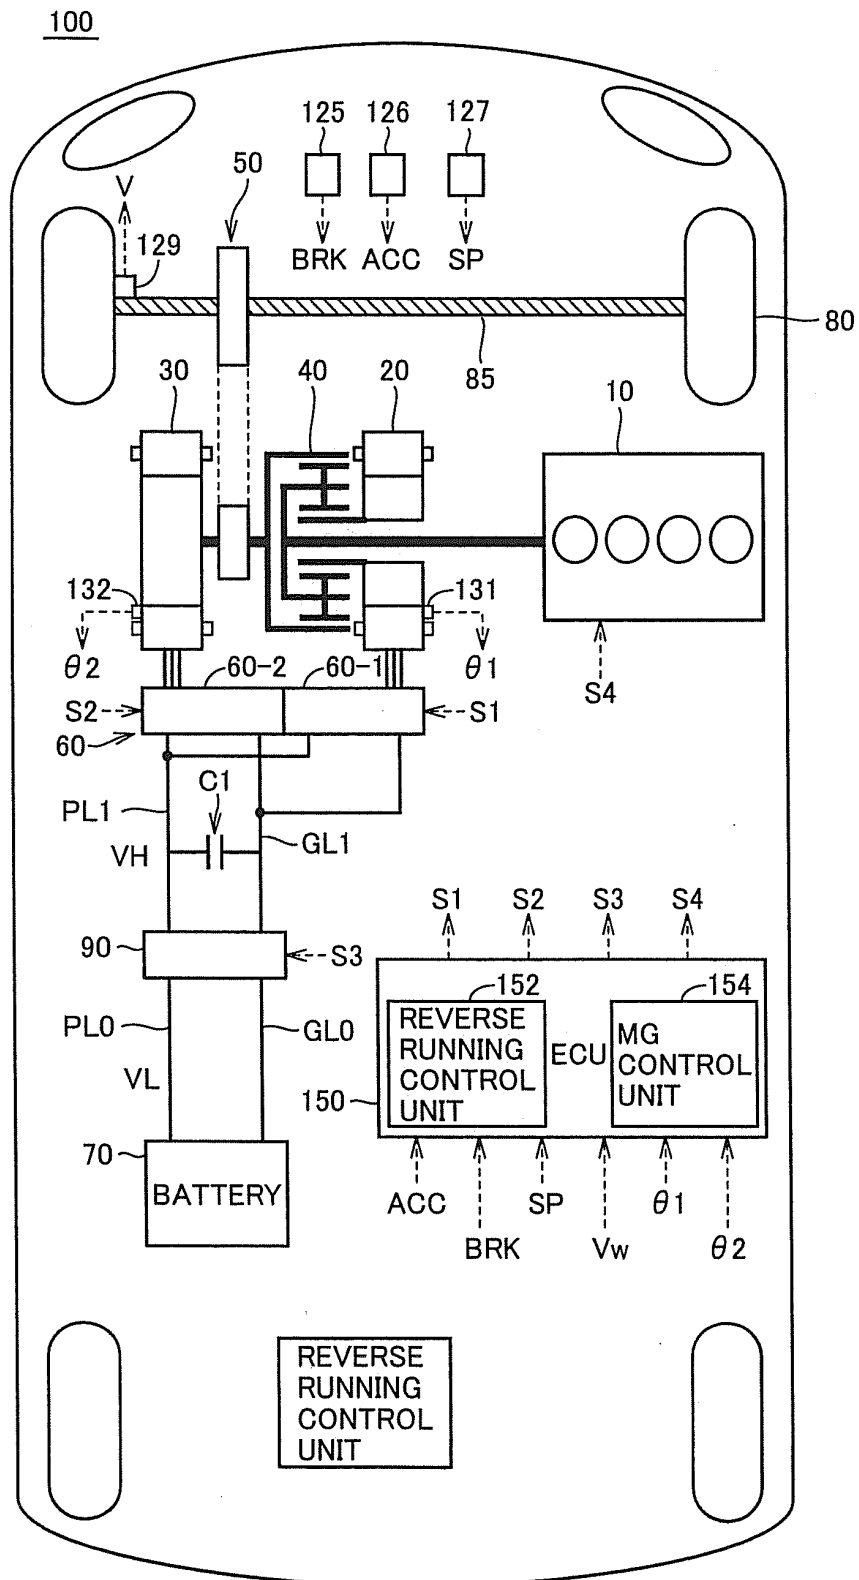 100
125 126 127
50
V
129
BRK ACC SP
80
85
30 40 20 10
132 131
θ2 θ1
60-2 60-1
S4
S2 S1
60
C1
PL1
VH GL1
90 S3
S1 S2 S3 S4
152 154
PL0 GL0
REVERSE
RUNNING
CONTROL
UNIT
ECU
MG
CONTROL
UNIT
VL
150
70
BATTERY
ACC SP θ1
BRK Vw θ2
REVERSE
RUNNING
CONTROL
UNIT